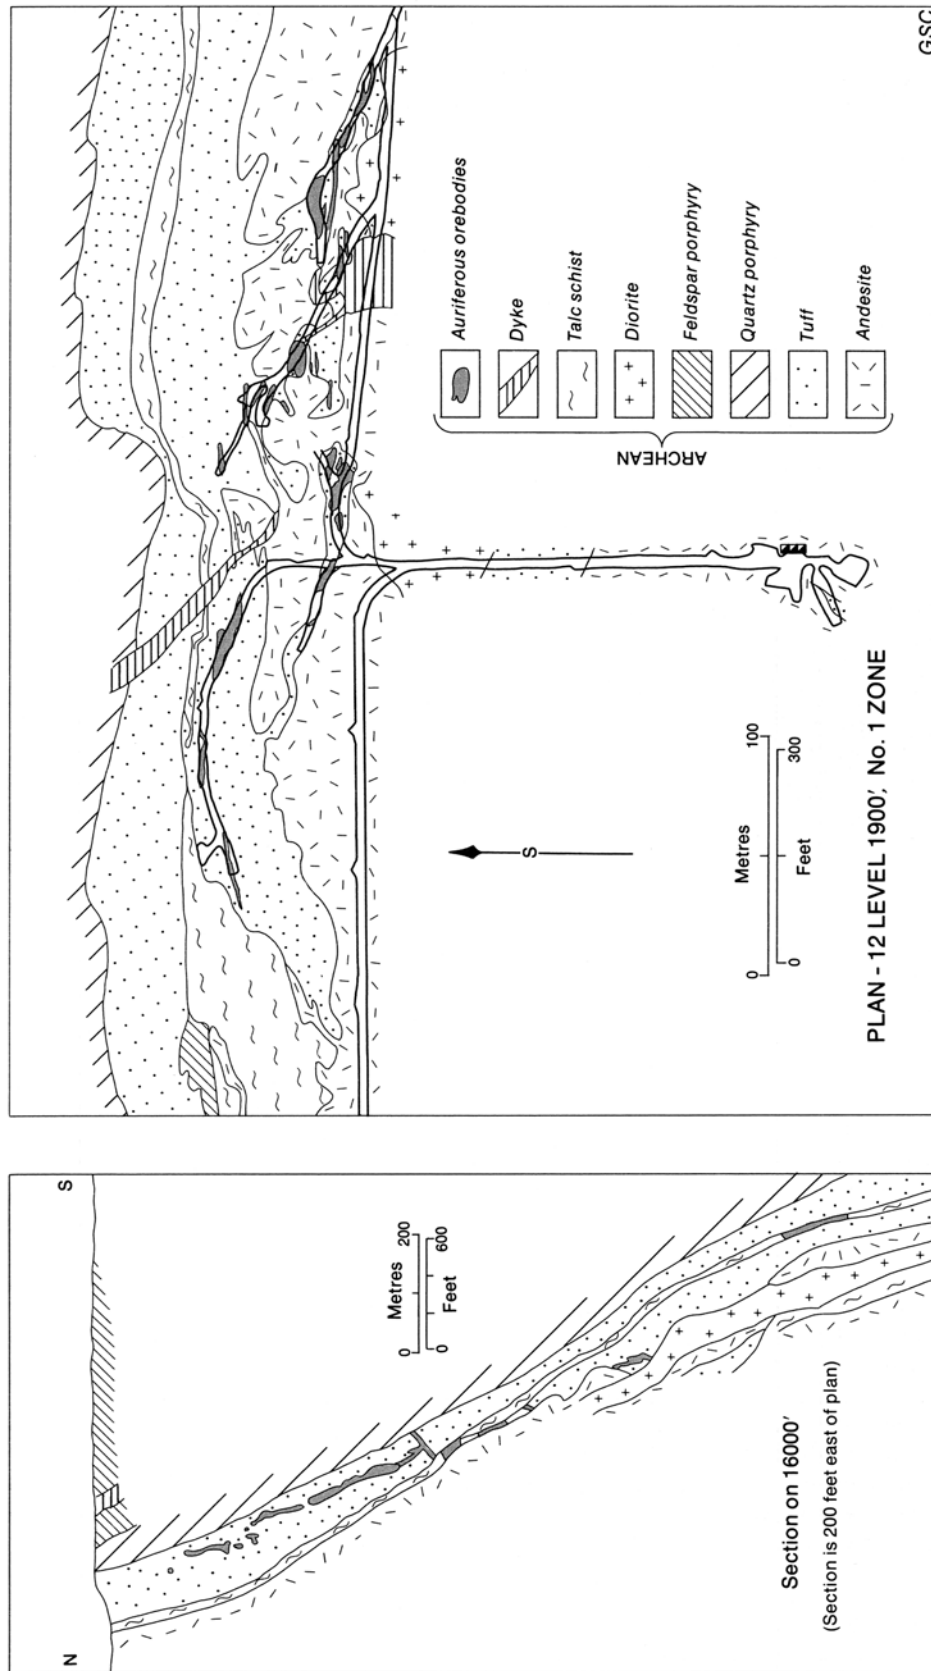 GSC
Auriferous orebodies
Dyke
Talc schist
Diorite
Feldspar porphyry
Quartz porphyry
Tuff
Andesite
ARCHEAN
S
Metres
0 100
0 300
Feet
PLAN - 12 LEVEL 1900', No. 1 ZONE
N S
Metres
0 200
0 600
Feet
Section on 16000'
(Section is 200 feet east of plan)